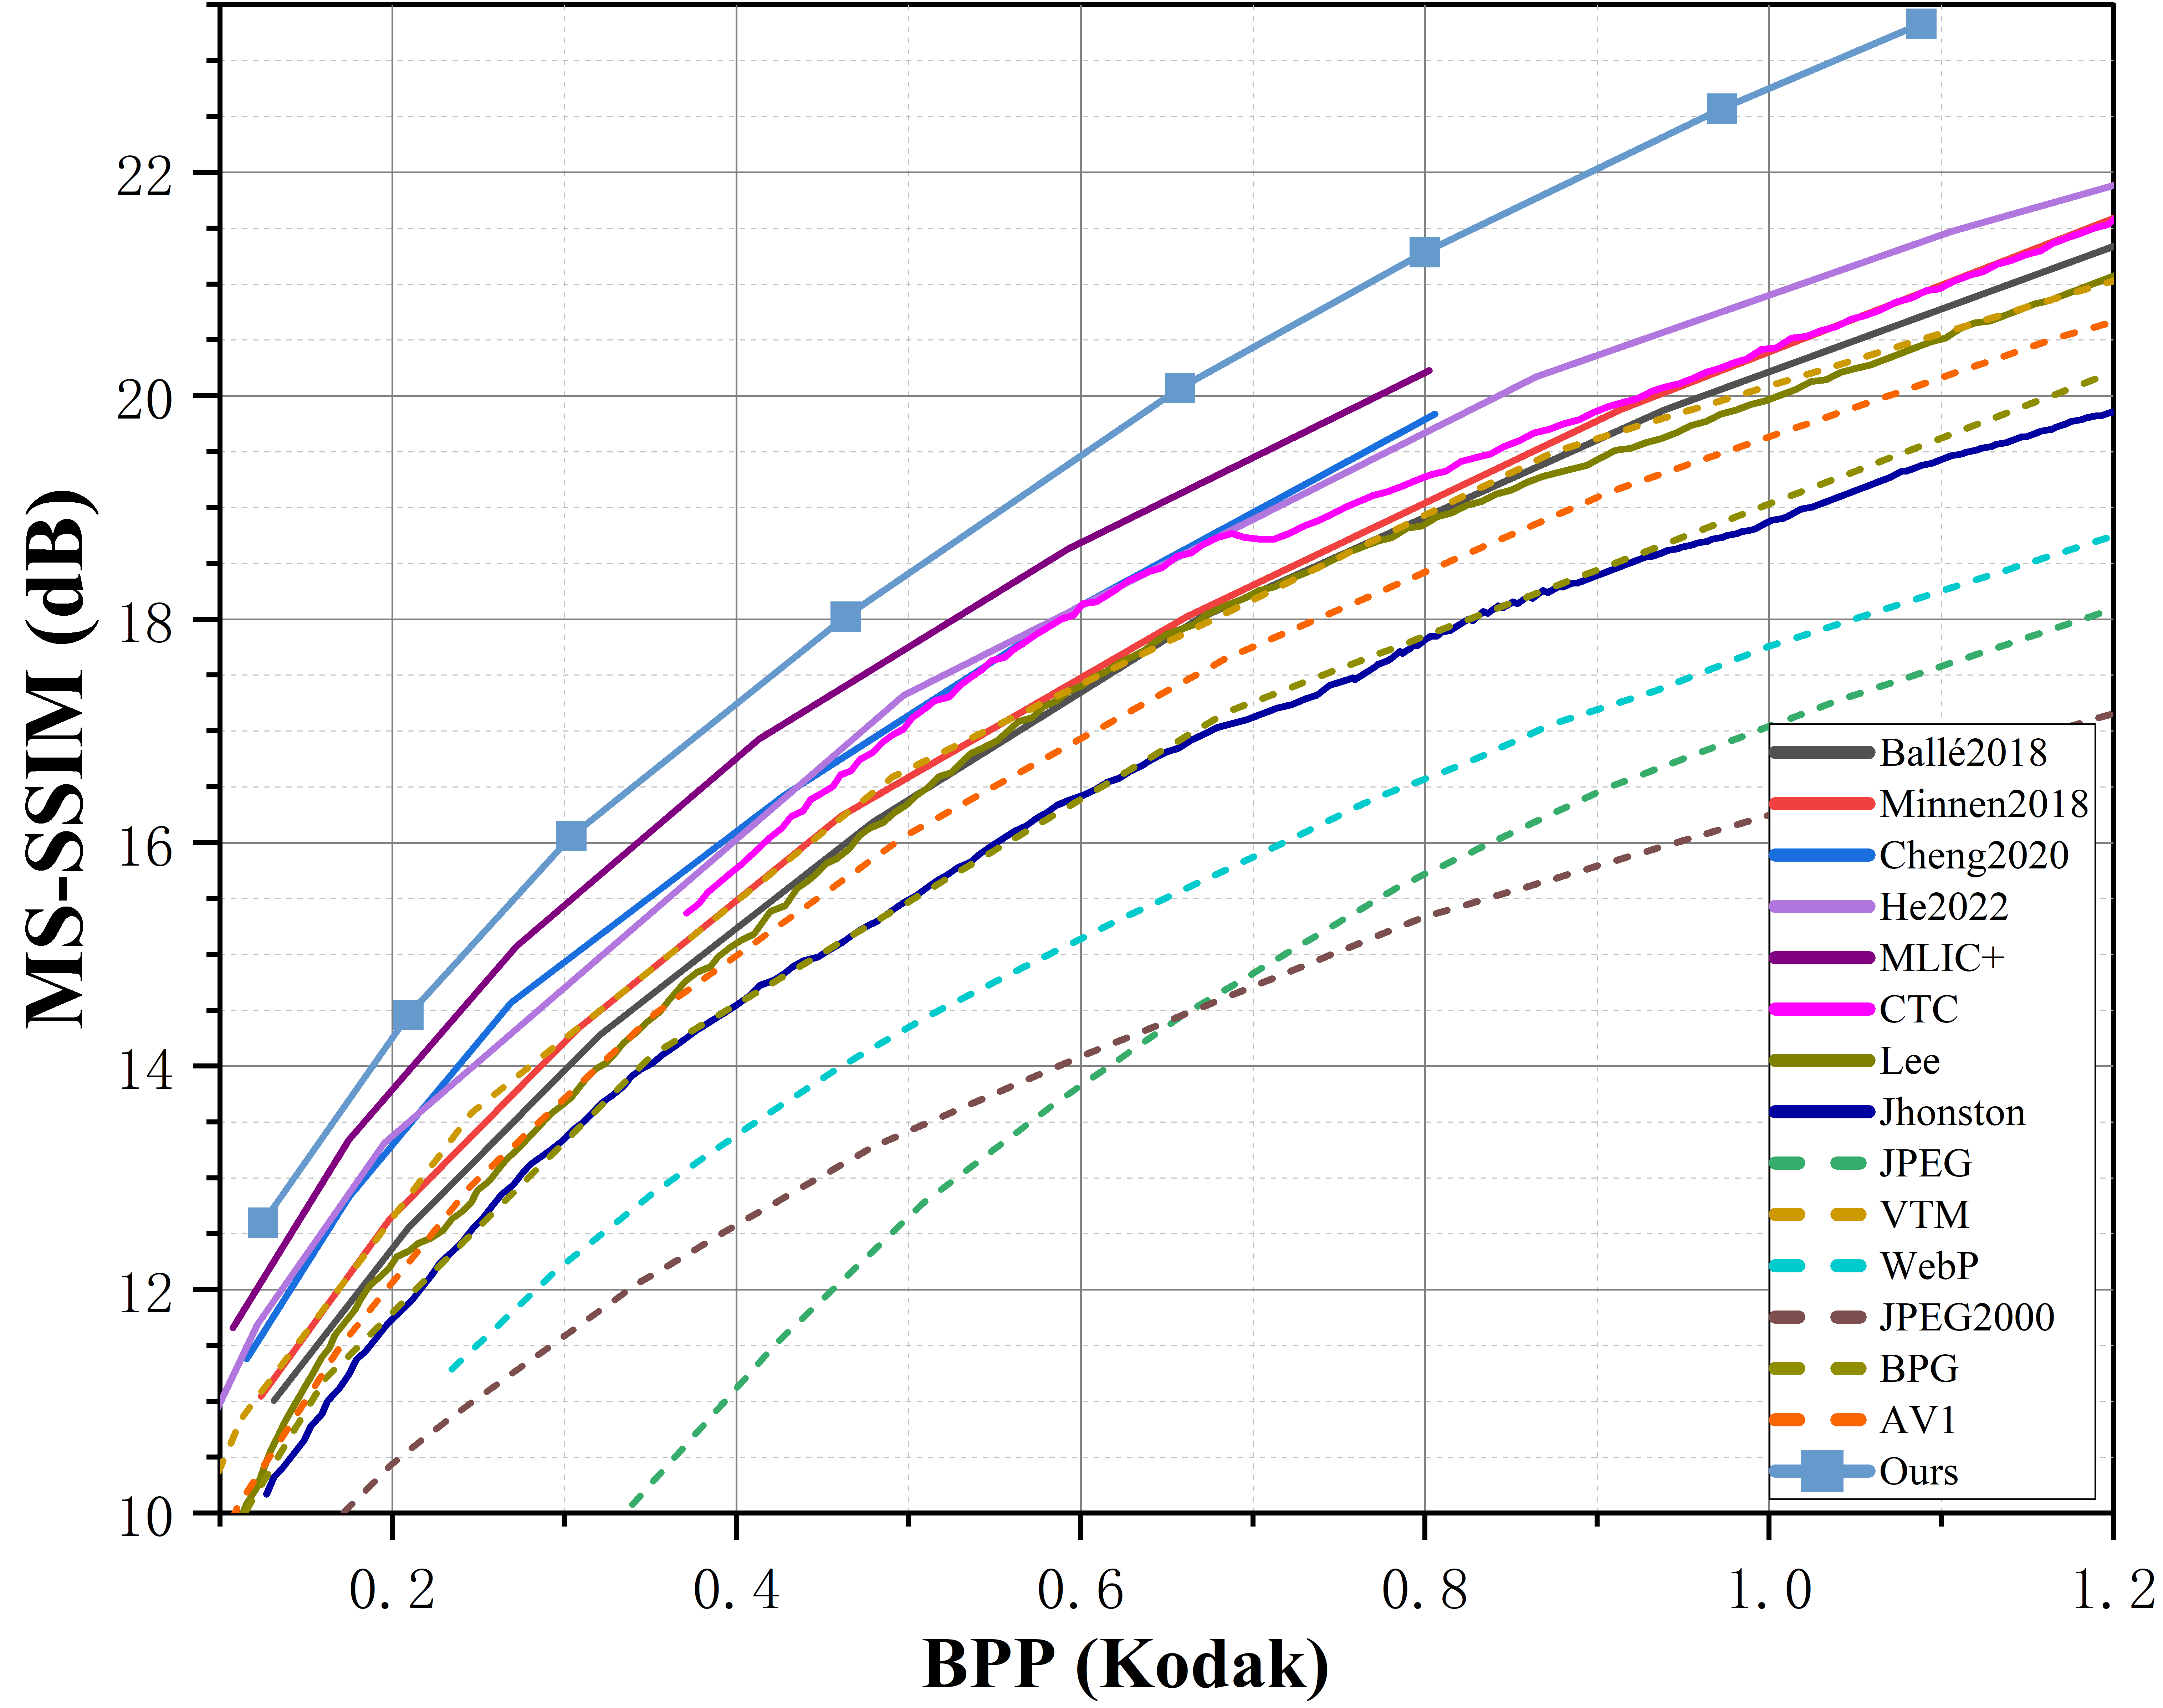 MS-SSIM (dB)
22
20
18
16
14
12
10
0.2 0.4 0.6 0.8 1.0 1.2
BPP (Kodak)
Ballé2018
Minnen2018
Cheng2020
He2022
MLIC+
CTC
Lee
Jhonston
JPEG
VTM
WebP
JPEG2000
BPG
AV1
Ours